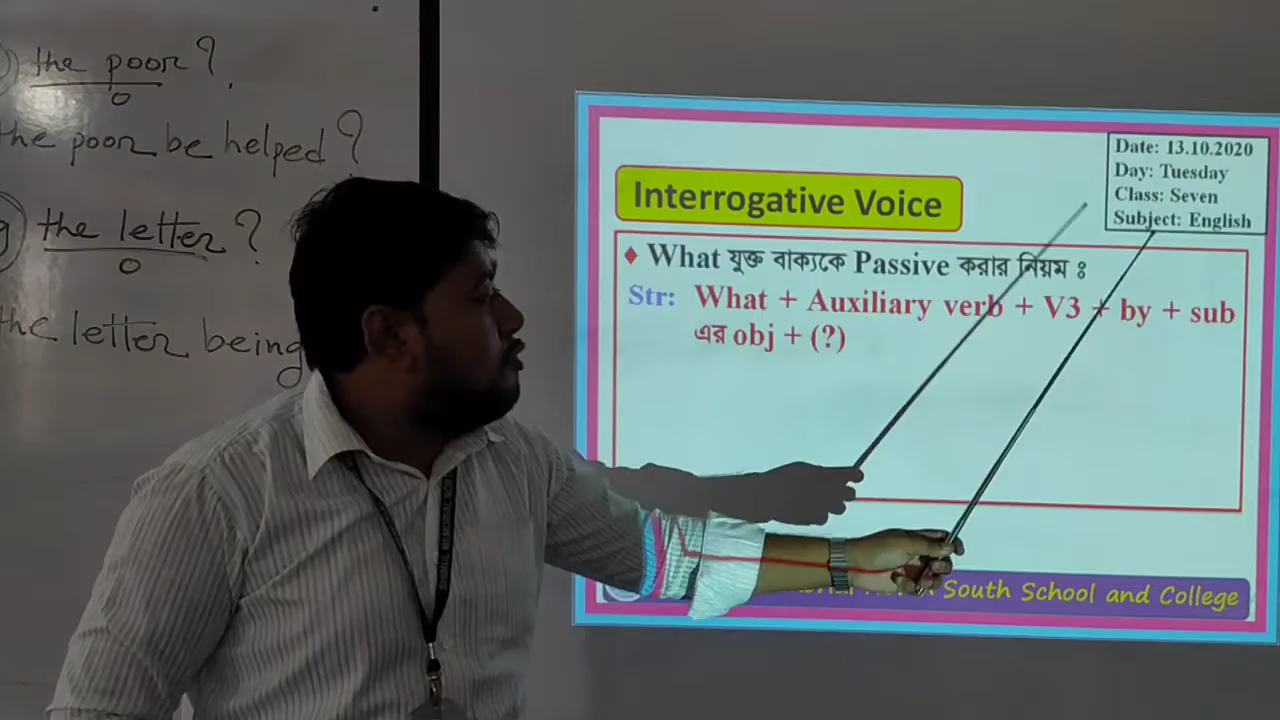 the poor?
the poor be helped?
the letter?
the letter being
Date: 13.10.2020
Day: Tuesday
Class: Seven
Subject: English
Interrogative Voice
♦ What যুক্ত বাক্যকে Passive করার নিয়ম ঃ
Str: What + Auxiliary verb + V3 + by + sub
এর obj + (?)
South School and College